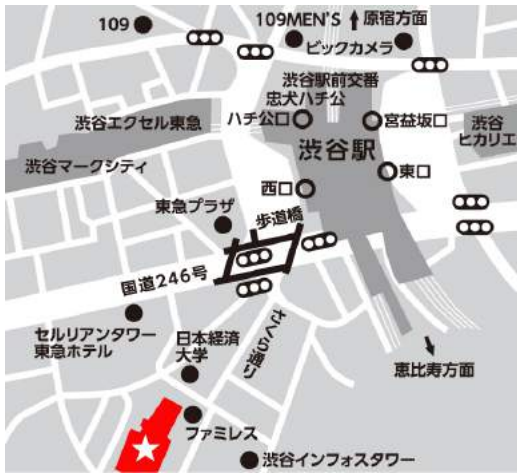 109
109MEN'S
原宿方面
ビックカメラ
渋谷駅前交番
忠犬ハチ公
ハチ公口
宮益坂口
渋谷エクセル東急
渋谷
ヒカリエ
渋谷駅
渋谷マークシティ
東口
西口
東急プラザ
歩道橋
国道246号
セルリアンタワー
東急ホテル
日本経済
大学
さくら通り
恵比寿方面
ファミレス
渋谷インフォスタワー